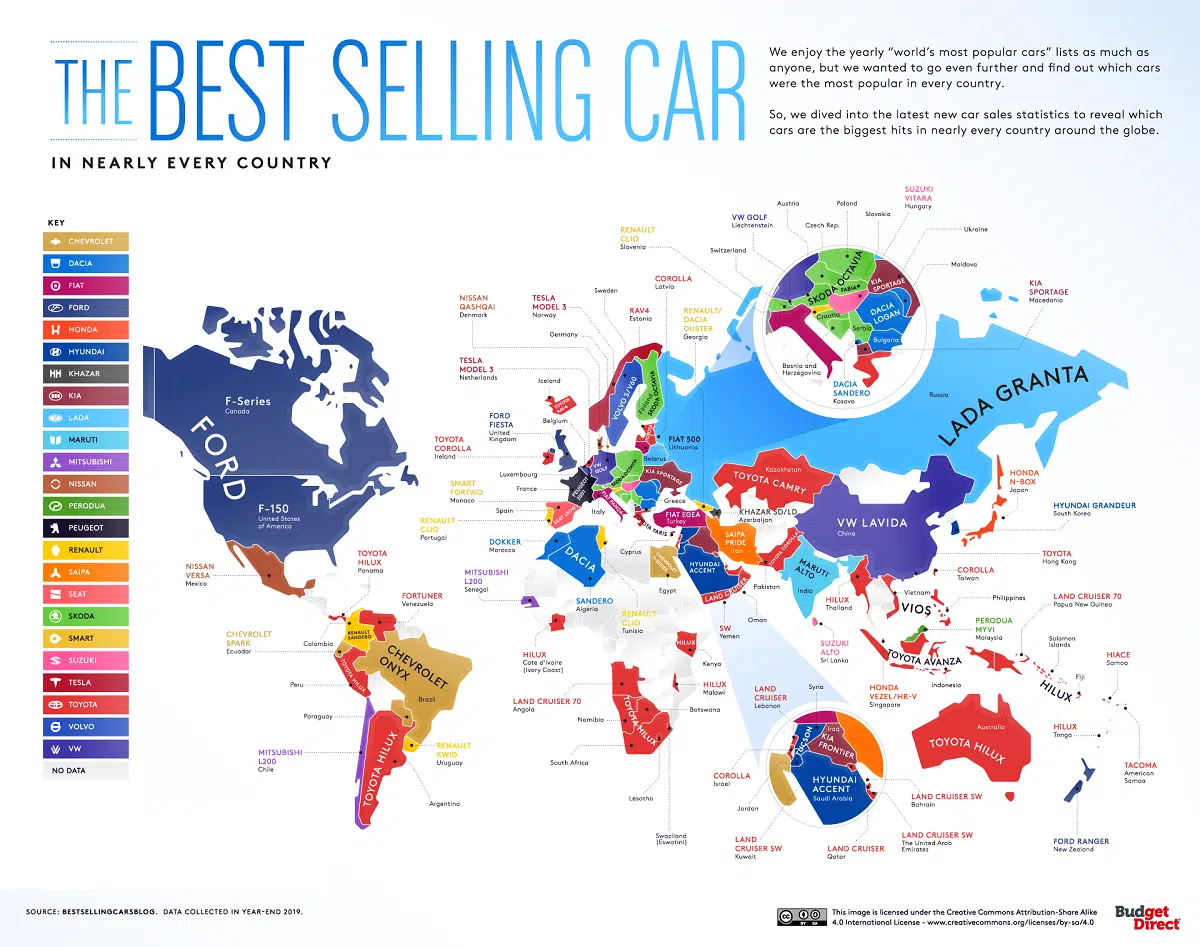 THE BEST SELLING CAR
IN NEARLY EVERY COUNTRY
We enjoy the yearly “world’s most popular cars” lists as much as
anyone, but we wanted to go even further and find out which cars
were the most popular in every country.
So, we dived into the latest new car sales statistics to reveal which
cars are the biggest hits in nearly every country around the globe.
KEY
CHEVROLET
DACIA
FIAT
FORD
HONDA
HYUNDAI
KHAZAR
KIA
LADA
MARUTI
MITSUBISHI
NISSAN
PERODUA
PEUGEOT
RENAULT
SAIPA
SEAT
SKODA
SMART
SUZUKI
TESLA
TOYOTA
VOLVO
VW
NO DATA
FORD
F-Series
Canada
F-150
United States
of America
NISSAN
VERSA
Mexico
TOYOTA
HILUX
Panama
FORTUNER
Venezuela
Colombia
RENAULT
SANDERO
CHEVROLET
SPARK
Ecuador
Peru
TOYOTA HILUX
CHEVROLET
ONYX
Brazil
Paraguay
MITSUBISHI
L200
Chile
RENAULT
KWID
Uruguay
TOYOTA HILUX
Argentina
NISSAN
QASHQAI
Denmark
TESLA
MODEL 3
Norway
Sweden
Germany
TESLA
MODEL 3
Netherlands
Iceland
TOYOTA
RAV4
Belgium
FORD
FIESTA
United
Kingdom
TOYOTA
COROLLA
Ireland
Luxembourg
France
SMART
FORTWO
Monaco
Spain
RENAULT
CLIO
Portugal
Italy
RENAULT
CLIO
Slovenia
RAV4
Estonia
COROLLA
Latvia
RENAULT/
DACIA
DUSTER
Georgia
VOLVO S/V60
Finland
SKODA OCTAVIA
FIAT 500
Lithuania
Belarus
VW
GOLF
SKODA OCTAVIA
PEUGEOT
SEAT LEON
FIAT PANDA
KIA SPORTAGE
Greece
FIAT EGEA
Turkey
TOYOTA YARIS
Cyprus
KHAZAR SD/LD
Azerbaijan
Switzerland
VW GOLF
Liechtenstein
Austria
Czech Rep.
Poland
Slovakia
SUZUKI
VITARA
Hungary
Ukraine
Moldova
KIA
SPORTAGE
Macedonia
SKODA OCTAVIA
FABIA
KIA
SPORTAGE
DACIA
LOGAN
Croatia
Serbia
Bulgaria
Bosnia and
Herzegovina
DACIA
SANDERO
Kosovo
LADA GRANTA
Russia
TOYOTA CAMRY
Kazakhstan
VW LAVIDA
China
HONDA
N-BOX
Japan
HYUNDAI GRANDEUR
South Korea
TOYOTA
Hong Kong
COROLLA
Taiwan
SAIPA
PRIDE
Iran
TOYOTA COROLLA
Pakistan
MARUTI
ALTO
India
SUZUKI
ALTO
Sri Lanka
HILUX
Thailand
Vietnam
VIOS
Philippines
PERODUA
MYVI
Malaysia
TOYOTA AVANZA
Indonesia
HONDA
VEZEL/HR-V
Singapore
LAND CRUISER 70
Papua New Guinea
Solomon
Islands
HILUX
Fiji
HIACE
Samoa
HILUX
Tonga
TACOMA
American
Samoa
Australia
TOYOTA HILUX
FORD RANGER
New Zealand
DOKKER
Morocco
DACIA
SANDERO
Algeria
RENAULT
CLIO
Tunisia
MITSUBISHI
L200
Senegal
HILUX
Cote d'Ivoire
(Ivory Coast)
Egypt
HYUNDAI
ACCENT
LAND CRUISER
Oman
SW
Yemen
HILUX
Kenya
HILUX
Malawi
LAND CRUISER 70
Angola
Namibia
Botswana
TOYOTA HILUX
South Africa
Lesotho
Swaziland
(Eswatini)
LAND
CRUISER
Lebanon
Syria
TUCSON
Iraq
KIA
FRONTIER
HYUNDAI
ACCENT
Saudi Arabia
COROLLA
Israel
Jordan
LAND
CRUISER SW
Kuwait
LAND CRUISER
Qatar
LAND CRUISER SW
Bahrain
LAND CRUISER SW
The United Arab
Emirates
SOURCE: BESTSELLINGCARSBLOG. DATA COLLECTED IN YEAR-END 2019.
This image is licensed under the Creative Commons Attribution-Share Alike
4.0 International License - www.creativecommons.org/licenses/by-sa/4.0
Budget
Direct